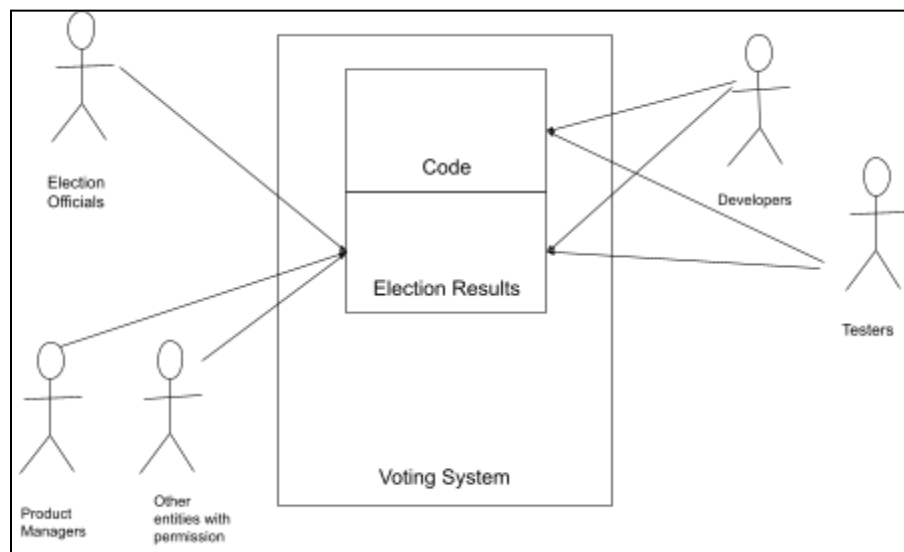 Election
Officials
Code
Developers
Election Results
Testers
Voting System
Product
Managers
Other
entities with
permission